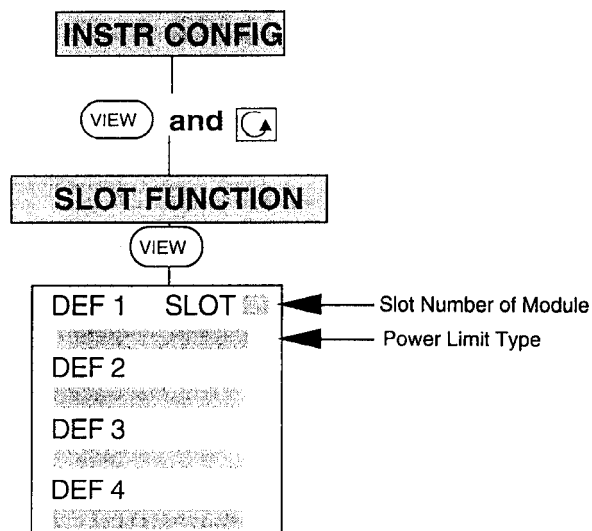 INSTR CONFIG
VIEW and
SLOT FUNCTION
VIEW
DEF 1 SLOT
Slot Number of Module
Power Limit Type
DEF 2
DEF 3
DEF 4